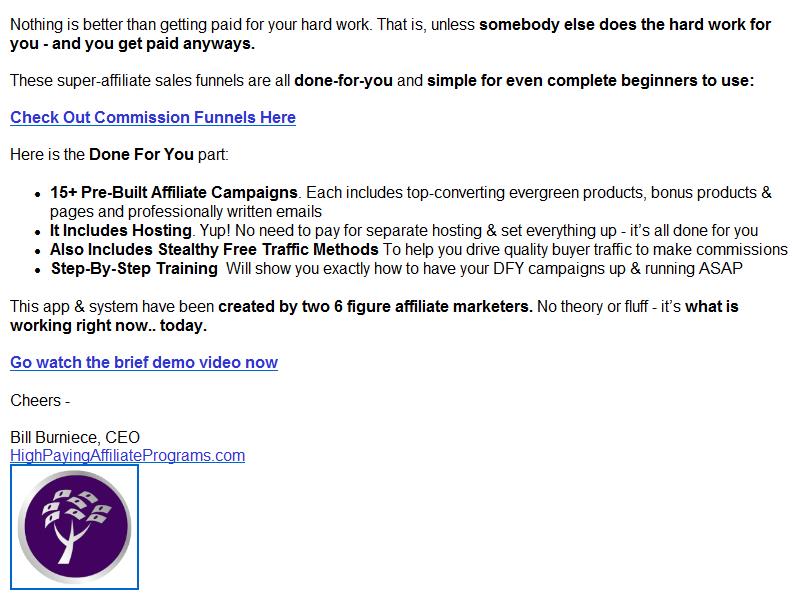 Nothing is better than getting paid for your hard work. That is, unless somebody else does the hard work for
you - and you get paid anyways.
These super-affiliate sales funnels are all done-for-you and simple for even complete beginners to use:
Check Out Commission Funnels Here
Here is the Done For You part:
• 15+ Pre-Built Affiliate Campaigns. Each includes top-converting evergreen products, bonus products &
pages and professionally written emails
• It Includes Hosting. Yup! No need to pay for separate hosting & set everything up - it’s all done for you
• Also Includes Stealthy Free Traffic Methods To help you drive quality buyer traffic to make commissions
• Step-By-Step Training  Will show you exactly how to have your DFY campaigns up & running ASAP
This app & system have been created by two 6 figure affiliate marketers. No theory or fluff - it’s what is
working right now.. today.
Go watch the brief demo video now
Cheers -
Bill Burniece, CEO
HighPayingAffiliatePrograms.com